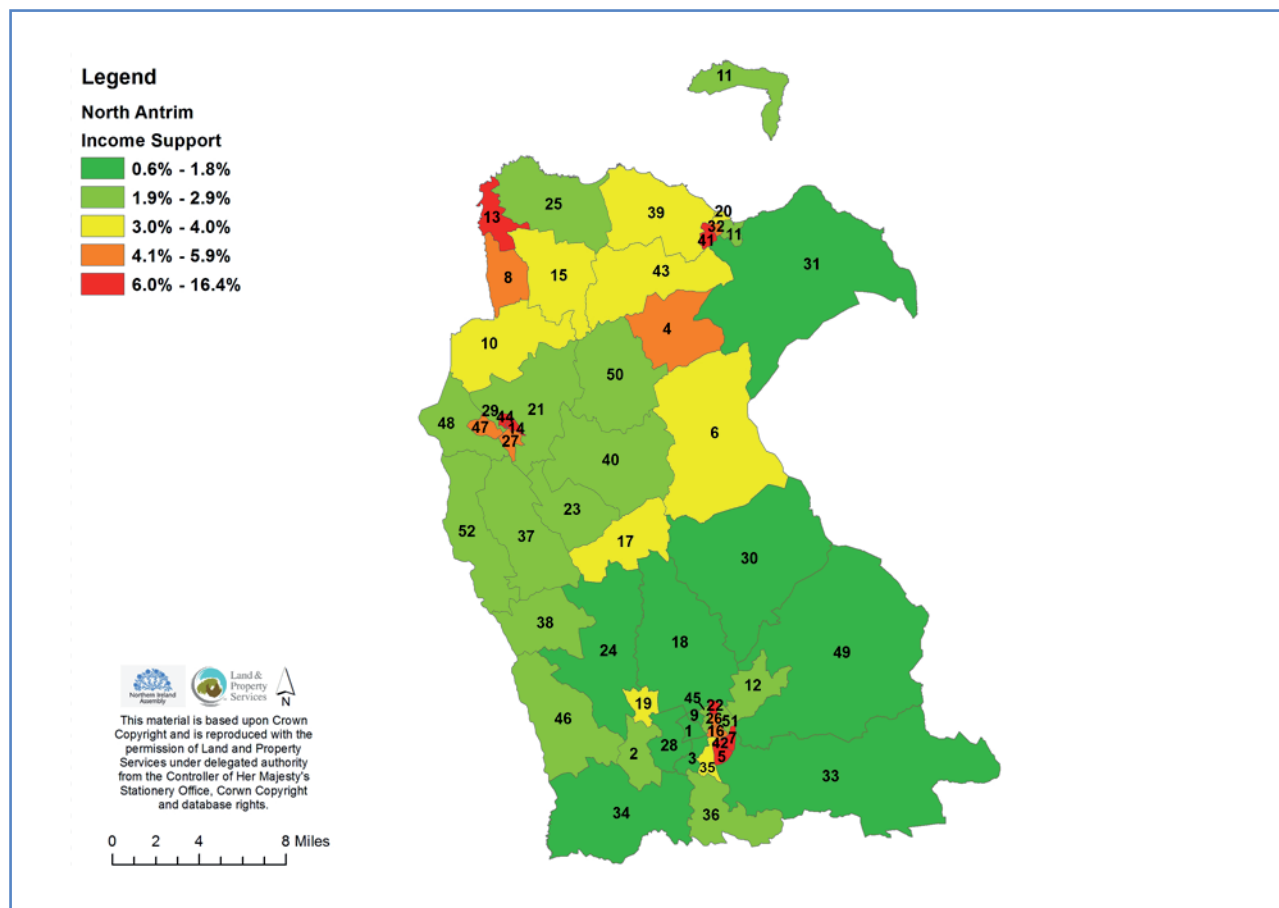 Legend
North Antrim
Income Support
0.6% - 1.8%
1.9% - 2.9%
3.0% - 4.0%
4.1% - 5.9%
6.0% - 16.4%
11
25
39
20
13
32
41
11
31
8
15
43
4
10
50
29
44
21
48
47
14
27
6
40
23
52
37
17
30
38
24
18
49
12
45
22
19
9
26
51
46
1
16
7
28
42
2
3
5
35
33
34
36
Northern Ireland
Assembly
Land &
Property
Services
N
This material is based upon Crown
Copyright and is reproduced with the
permission of Land and Property
Services under delegated authority
from the Controller of Her Majesty's
Stationery Office, Corwn Copyright
and database rights.
0 2 4 8 Miles